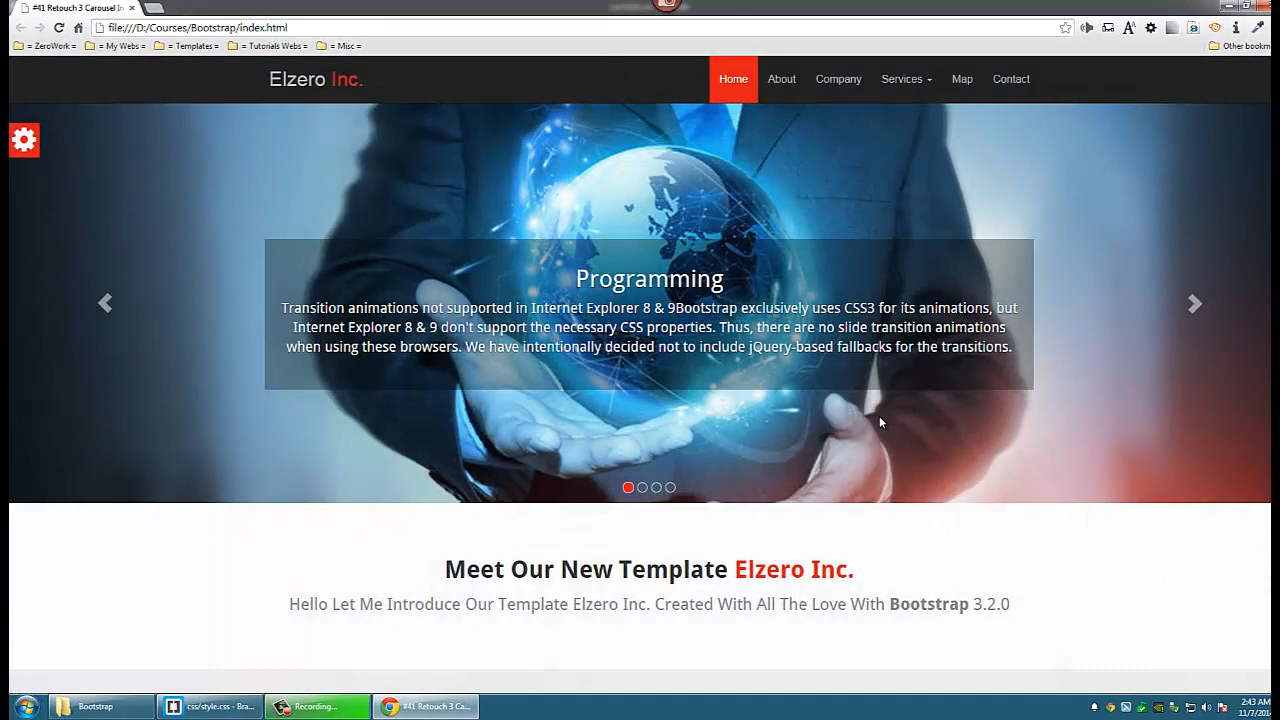 #41 Retouch 3 Carousel In
file:///D:/Courses/Bootstrap/index.html
= ZeroWork =
= My Webs =
= Templates =
= Tutorials Webs =
= Misc =
Other bookm
Elzero Inc.
Home
About
Company
Services
Map
Contact
Programming
Transition animations not supported in Internet Explorer 8 & 9Bootstrap exclusively uses CSS3 for its animations, but
Internet Explorer 8 & 9 don't support the necessary CSS properties. Thus, there are no slide transition animations
when using these browsers. We have intentionally decided not to include jQuery-based fallbacks for the transitions.
Meet Our New Template Elzero Inc.
Hello Let Me Introduce Our Template Elzero Inc. Created With All The Love With Bootstrap 3.2.0
Bootstrap
css/style.css - Bra...
Recording...
#41 Retouch 3 Ca...
2:43 AM